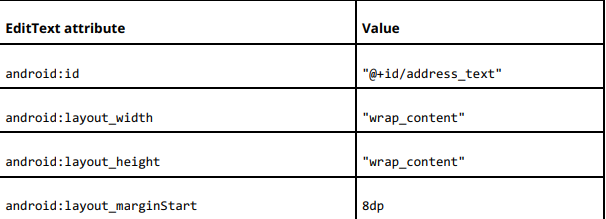 EditText attribute Value
android:id "@+id/address_text"
android:layout_width "wrap_content"
android:layout_height "wrap_content"
android:layout_marginStart 8dp